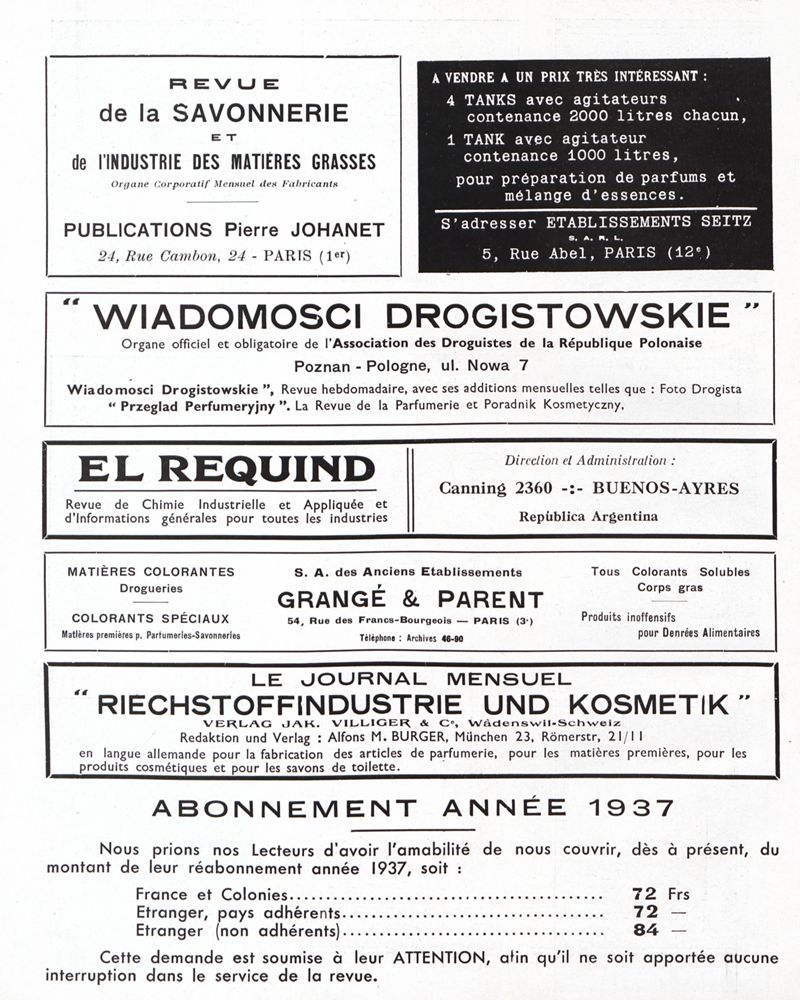 REVUE
de la SAVONNERIE
ET
de l'INDUSTRIE DES MATIÈRES GRASSES
Organe Corporatif Mensuel des Fabricants
PUBLICATIONS Pierre JOHANET
24, Rue Cambon, 24 - PARIS (1er)
A VENDRE A UN PRIX TRÈS INTÉRESSANT :
4 TANKS avec agitateurs
contenance 2000 litres chacun,
1 TANK avec agitateur
contenance 1000 litres,
pour préparation de parfums et
mélange d'essences.
S'adresser ETABLISSEMENTS SEITZ
S. A. R. L.
5, Rue Abel, PARIS (12e)
“ WIADOMOSCI DROGISTOWSKIE ”
Organe officiel et obligatoire de l'Association des Droguistes de la République Polonaise
Poznan - Pologne, ul. Nowa 7
Wiadomosci Drogistowskie ”, Revue hebdomadaire, avec ses additions mensuelles telles que : Foto Drogista
“ Przeglad Perfumeryjny ”. La Revue de la Parfumerie et Poradnik Kosmetyczny,
EL REQUIND
Revue de Chimie Industrielle et Appliquée et
d'Informations générales pour toutes les industries
Direction et Administration :
Canning 2360 -:- BUENOS-AYRES
República Argentina
MATIÈRES COLORANTES
Drogueries
COLORANTS SPÉCIAUX
Matières premières p. Parfumeries-Savonneries
S. A. des Anciens Etablissements
GRANGÉ & PARENT
54, Rue des Francs-Bourgeois — PARIS (3e)
Téléphone : Archives 46-90
Tous Colorants Solubles
Corps gras
Produits inoffensifs
pour Denrées Alimentaires
LE JOURNAL MENSUEL
“ RIECHSTOFFINDUSTRIE UND KOSMETIK ”
VERLAG JAK. VILLIGER & Co, Wädenswil-Schweiz
Redaktion und Verlag : Alfons M. BURGER, München 23, Römerstr, 21/11
en langue allemande pour la fabrication des articles de parfumerie, pour les matières premières, pour les
produits cosmétiques et pour les savons de toilette.
ABONNEMENT ANNÉE 1937
Nous prions nos Lecteurs d'avoir l'amabilité de nous couvrir, dès à présent, du
montant de leur réabonnement année 1937, soit :
France et Colonies........................................ 72 Frs
Etranger, pays adhérents................................. 72 —
Etranger (non adhérents)................................. 84 —
Cette demande est soumise à leur ATTENTION, afin qu'il ne soit apportée aucune
interruption dans le service de la revue.